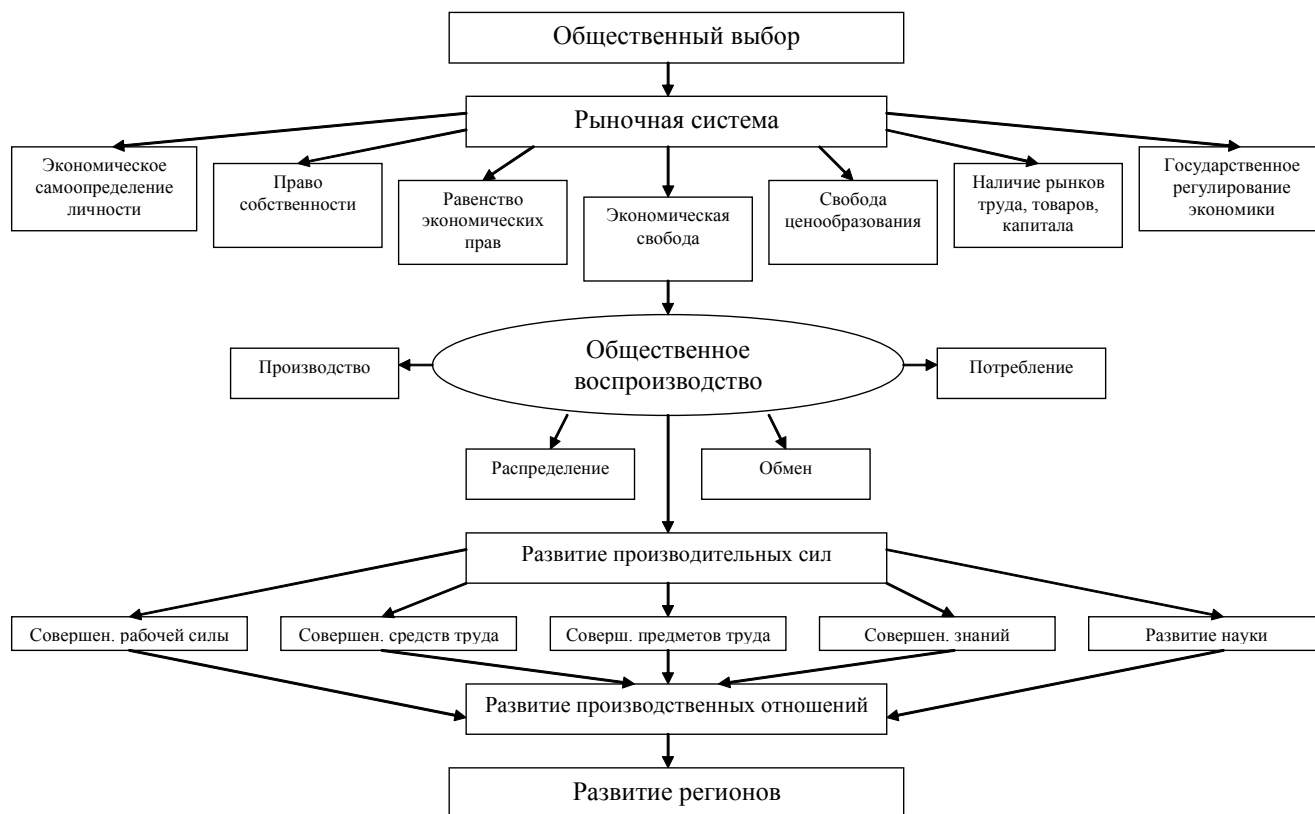 Общественный выбор
Рыночная система
Экономическое
самоопределение
личности
Право
собственности
Равенство
экономических
прав
Экономическая
свобода
Свобода
ценообразования
Наличие рынков
труда, товаров,
капитала
Государственное
регулирование
экономики
Общественное
воспроизводство
Производство
Потребление
Распределение
Обмен
Развитие производительных сил
Совершен. рабочей силы
Совершен. средств труда
Соверш. предметов труда
Совершен. знаний
Развитие науки
Развитие производственных отношений
Развитие регионов